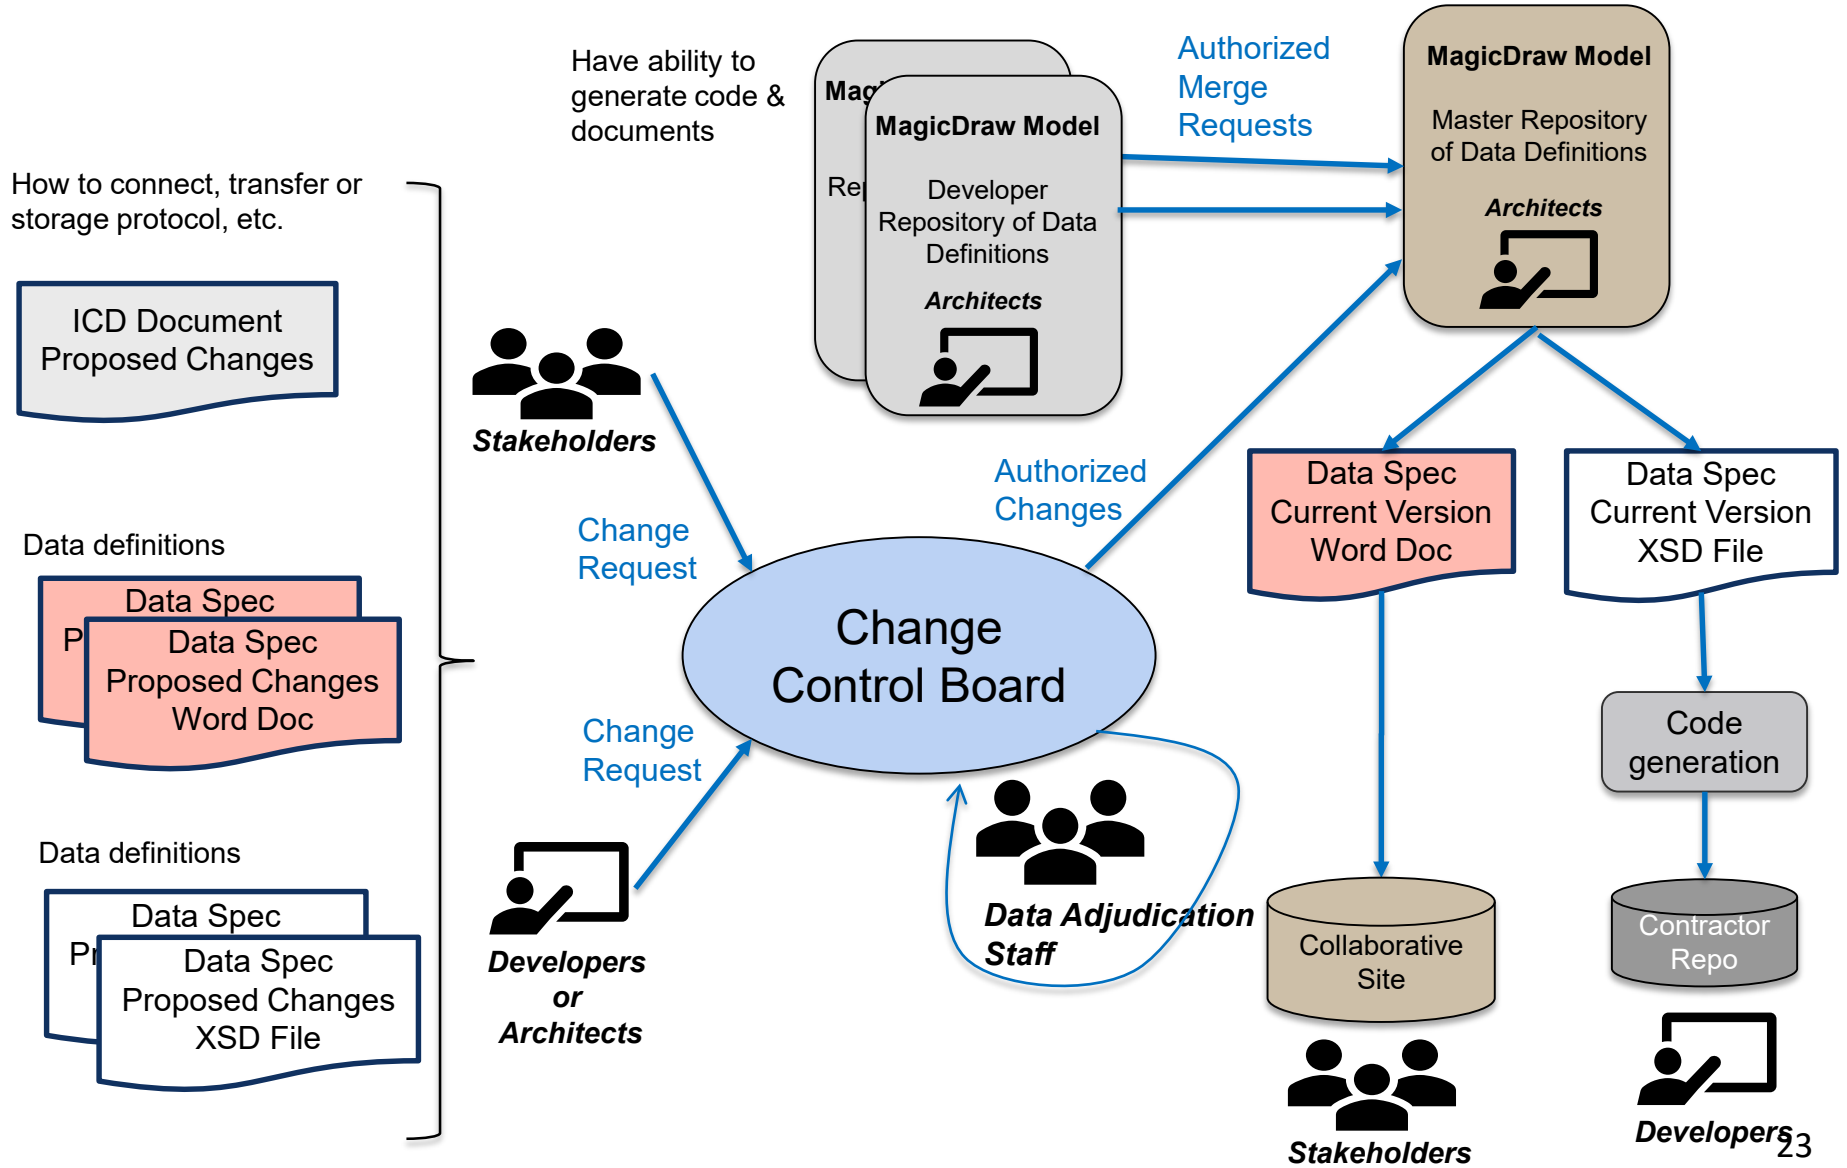 Have ability to
generate code &
documents
Mag
Rep
MagicDraw Model
Developer
Repository of Data
Definitions
Architects
Authorized
Merge
Requests
MagicDraw Model
Master Repository
of Data Definitions
Architects
How to connect, transfer or
storage protocol, etc.
ICD Document
Proposed Changes
Stakeholders
Change
Request
Authorized
Changes
Data Spec
Current Version
Word Doc
Data Spec
Current Version
XSD File
Data definitions
Data Spec
P
Data Spec
Proposed Changes
Word Doc
Change
Control Board
Change
Request
Code
generation
Data definitions
Data Spec
Pr
Data Spec
Proposed Changes
XSD File
Developers
or
Architects
Data Adjudication
Staff
Collaborative
Site
Contractor
Repo
Stakeholders
Developers
23